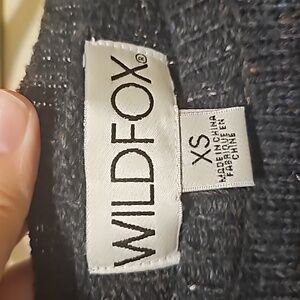 WILDFOX®
XS
MADE IN CHINA
FABRIQUE EN
CHINE